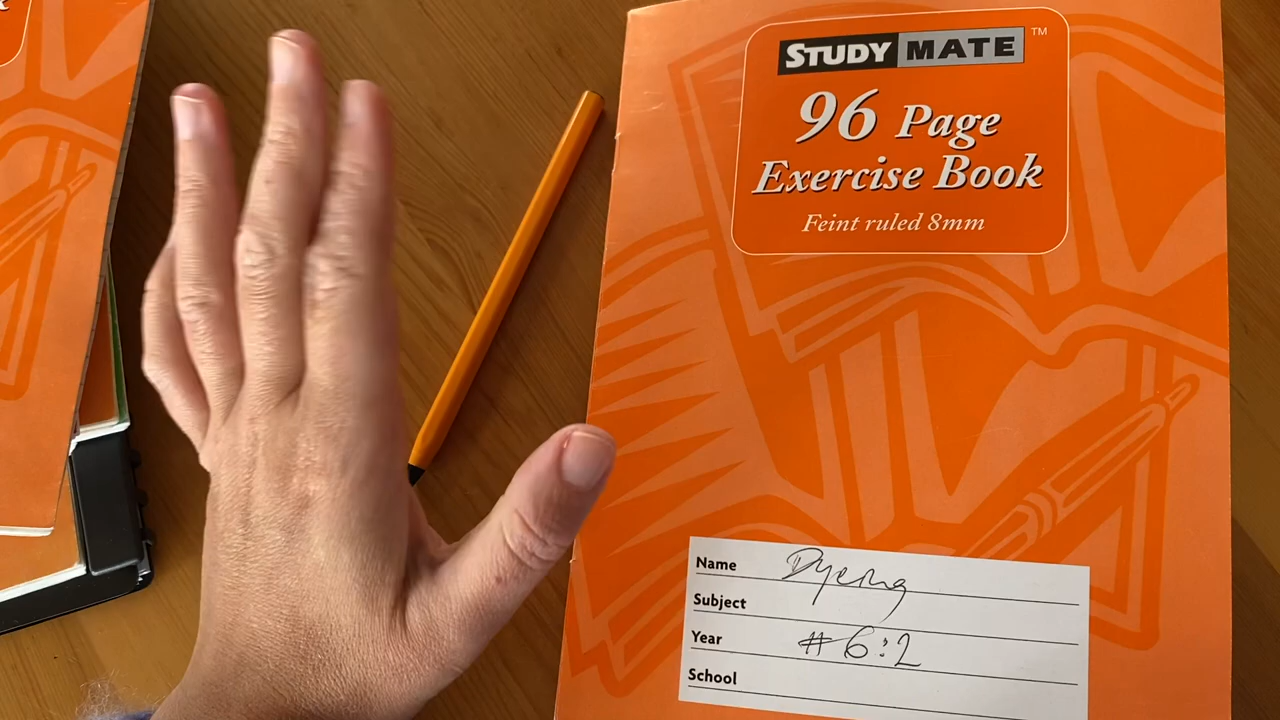 STUDY MATE ™
96 Page
Exercise Book
Feint ruled 8mm
Name Dyeing
Subject
Year #6:2
School